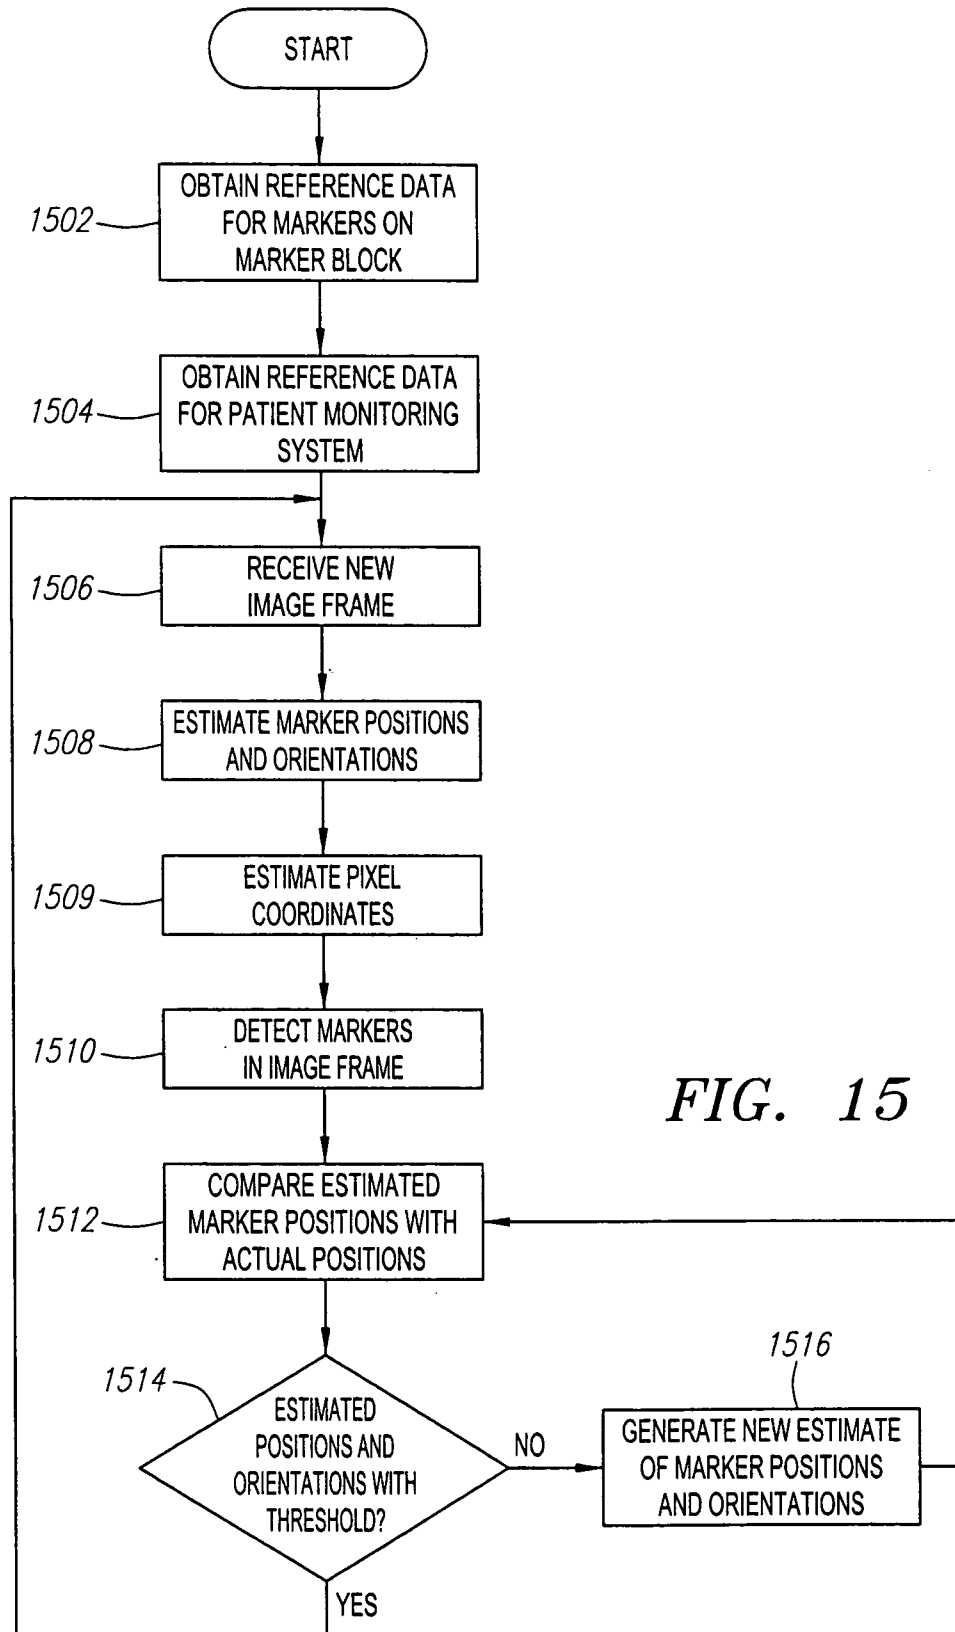 START
OBTAIN REFERENCE DATA
FOR MARKERS ON
MARKER BLOCK
1502
OBTAIN REFERENCE DATA
FOR PATIENT MONITORING
SYSTEM
1504
RECEIVE NEW
IMAGE FRAME
1506
ESTIMATE MARKER POSITIONS
AND ORIENTATIONS
1508
ESTIMATE PIXEL
COORDINATES
1509
DETECT MARKERS
IN IMAGE FRAME
1510
FIG. 15
COMPARE ESTIMATED
MARKER POSITIONS WITH
ACTUAL POSITIONS
1512
1514
ESTIMATED
POSITIONS AND
ORIENTATIONS WITH
THRESHOLD?
NO
1516
GENERATE NEW ESTIMATE
OF MARKER POSITIONS
AND ORIENTATIONS
YES